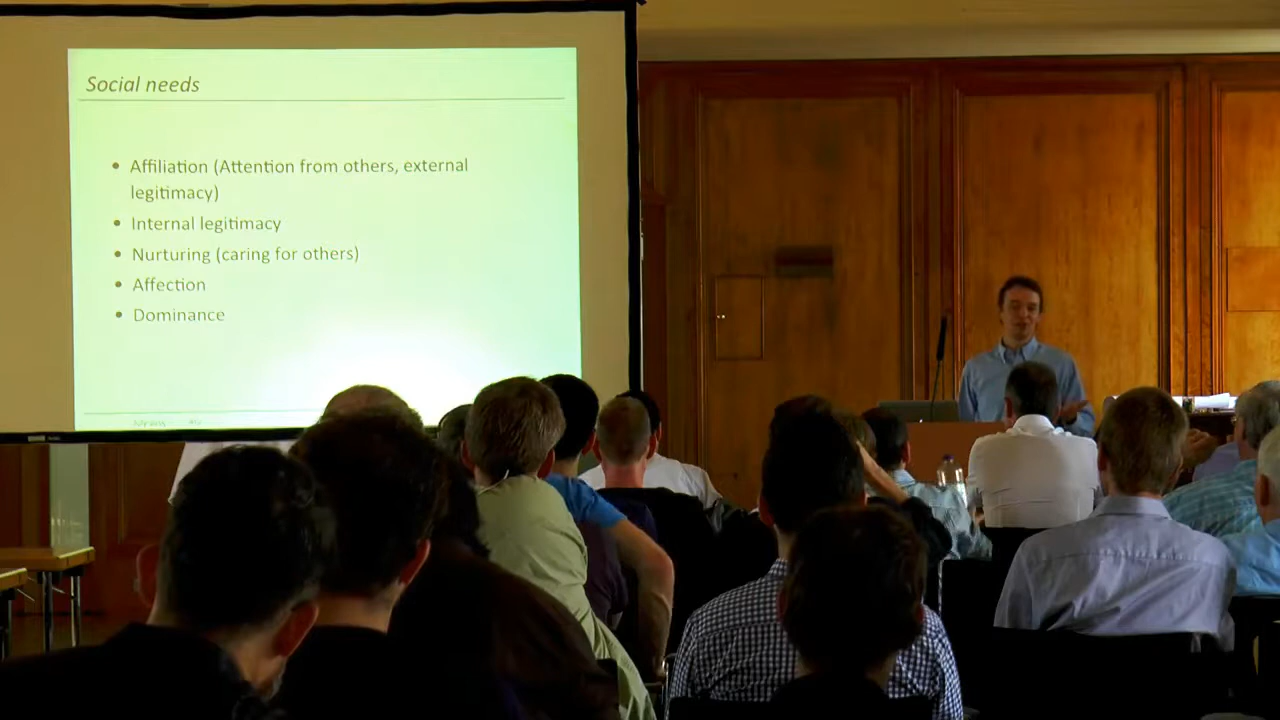 Social needs
• Affiliation (Attention from others, external
legitimacy)
• Internal legitimacy
• Nurturing (caring for others)
• Affection
• Dominance